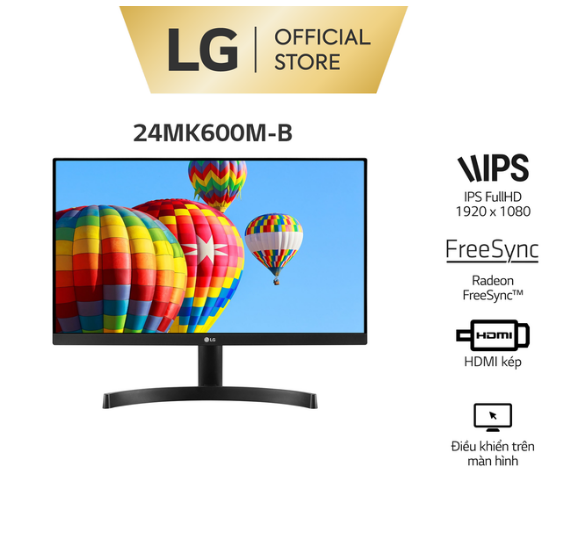 LG
OFFICIAL
STORE
24MK600M-B
LG
IPS
IPS FullHD
1920 x 1080
FreeSync
Radeon
FreeSync™
HDMI
HDMI kép
Điều khiển trên
màn hình